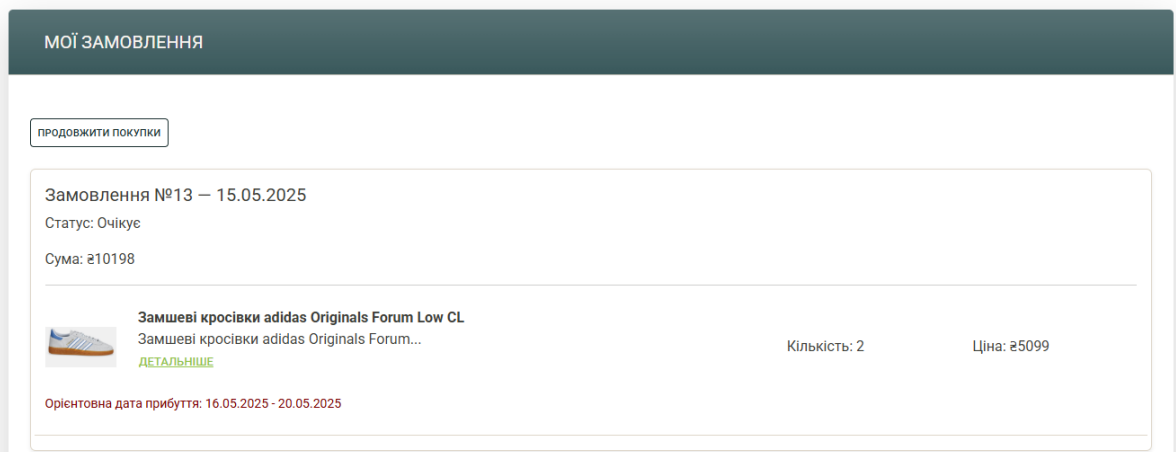 МОЇ ЗАМОВЛЕННЯ
ПРОДОВЖИТИ ПОКУПКИ
Замовлення №13 — 15.05.2025
Статус: Очікує
Сума: ₴10198
Замшеві кросівки adidas Originals Forum Low CL
Замшеві кросівки adidas Originals Forum...
ДЕТАЛЬНІШЕ
Кількість: 2
Ціна: ₴5099
Орієнтовна дата прибуття: 16.05.2025 - 20.05.2025